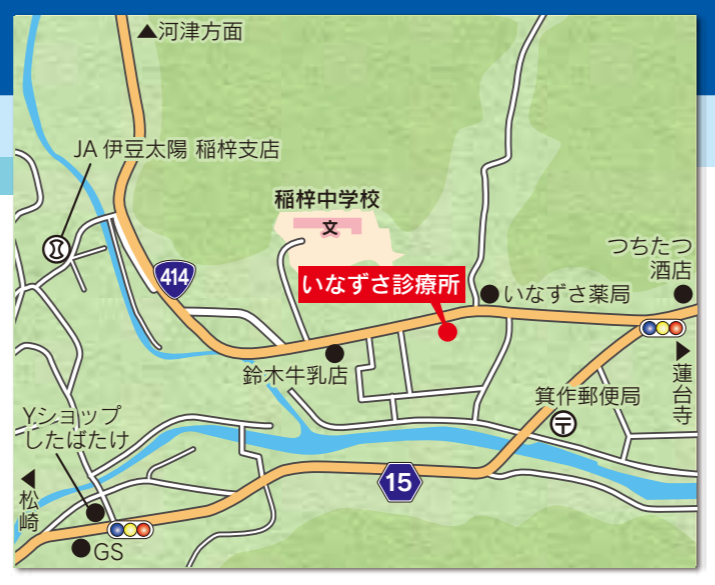 ▲河津方面
JA 伊豆太陽 稲梓支店
稲梓中学校
文
つちたつ
酒店
414
いなずさ診療所
いなずさ薬局
鈴木牛乳店
▶蓮台寺
箕作郵便局
〒
Yショップ
したばたけ
15
◀松崎
GS